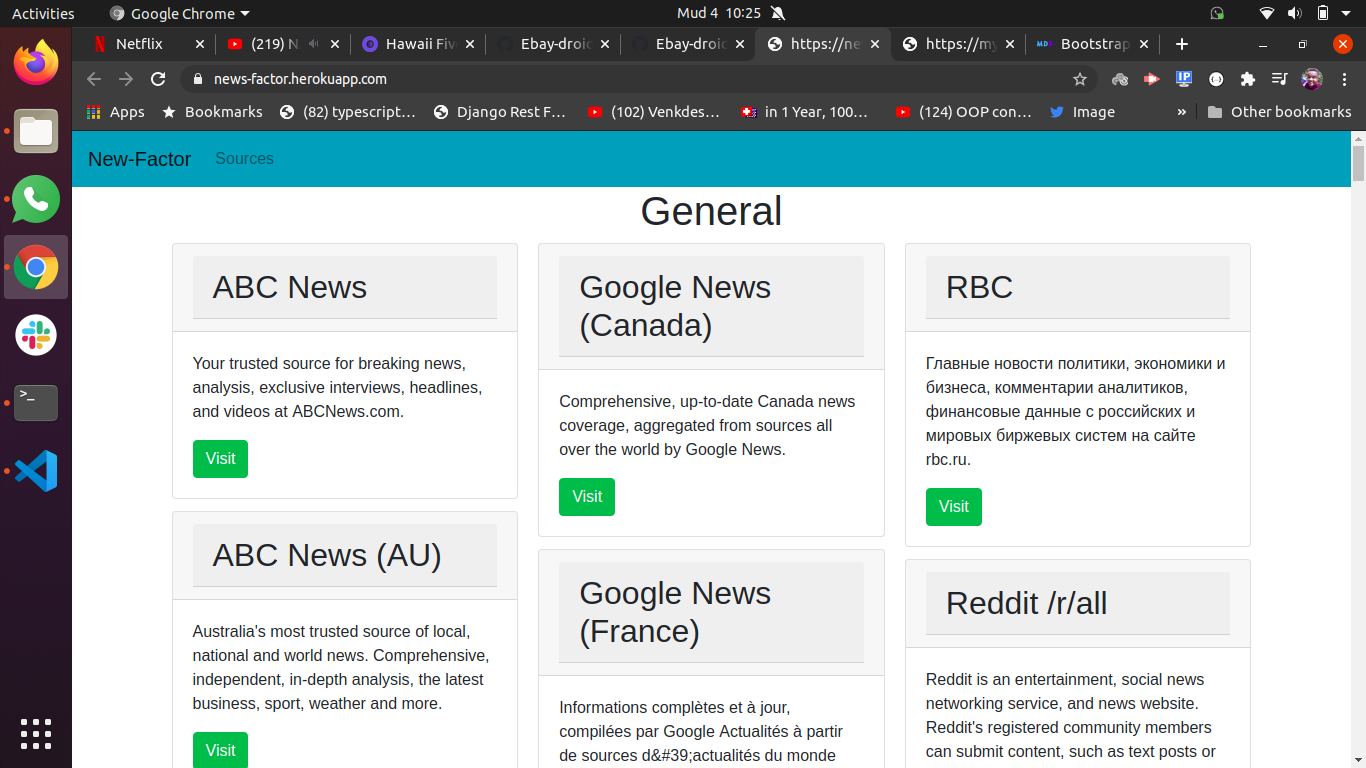 Activities
Google Chrome
Mud 4 10:25
Netflix
(219) N
Hawaii Five
Ebay-droid
Ebay-droid
https://ne
https://my
Bootstrap
news-factor.herokuapp.com
IP
Apps
Bookmarks
(82) typescript…
Django Rest F…
(102) Venkdes…
in 1 Year, 100…
(124) OOP con…
Image
»
Other bookmarks
New-Factor
Sources
General
ABC News
Your trusted source for breaking news,
analysis, exclusive interviews, headlines,
and videos at ABCNews.com.
Visit
ABC News (AU)
Australia's most trusted source of local,
national and world news. Comprehensive,
independent, in-depth analysis, the latest
business, sport, weather and more.
Visit
Google News
(Canada)
Comprehensive, up-to-date Canada news
coverage, aggregated from sources all
over the world by Google News.
Visit
Google News
(France)
Informations complètes et à jour,
compilées par Google Actualités à partir
de sources d&#39;actualités du monde
RBC
Главные новости политики, экономики и
бизнеса, комментарии аналитиков,
финансовые данные с российских и
мировых биржевых систем на сайте
rbc.ru.
Visit
Reddit /r/all
Reddit is an entertainment, social news
networking service, and news website.
Reddit's registered community members
can submit content, such as text posts or